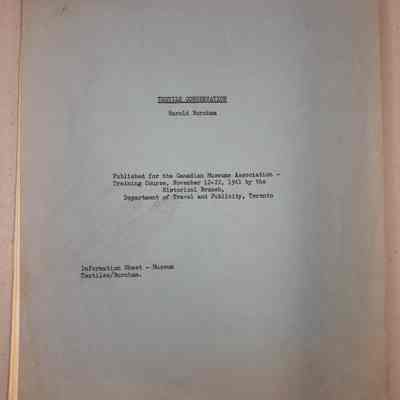 TEXTILE CONSERVATION
Harold Burnham
Published for the Canadian Museums Association -
Training Course, November 12-22, 1961 by the
Historical Branch,
Department of Travel and Publicity, Toronto
Information Sheet - Museum
Textiles/Burnham.